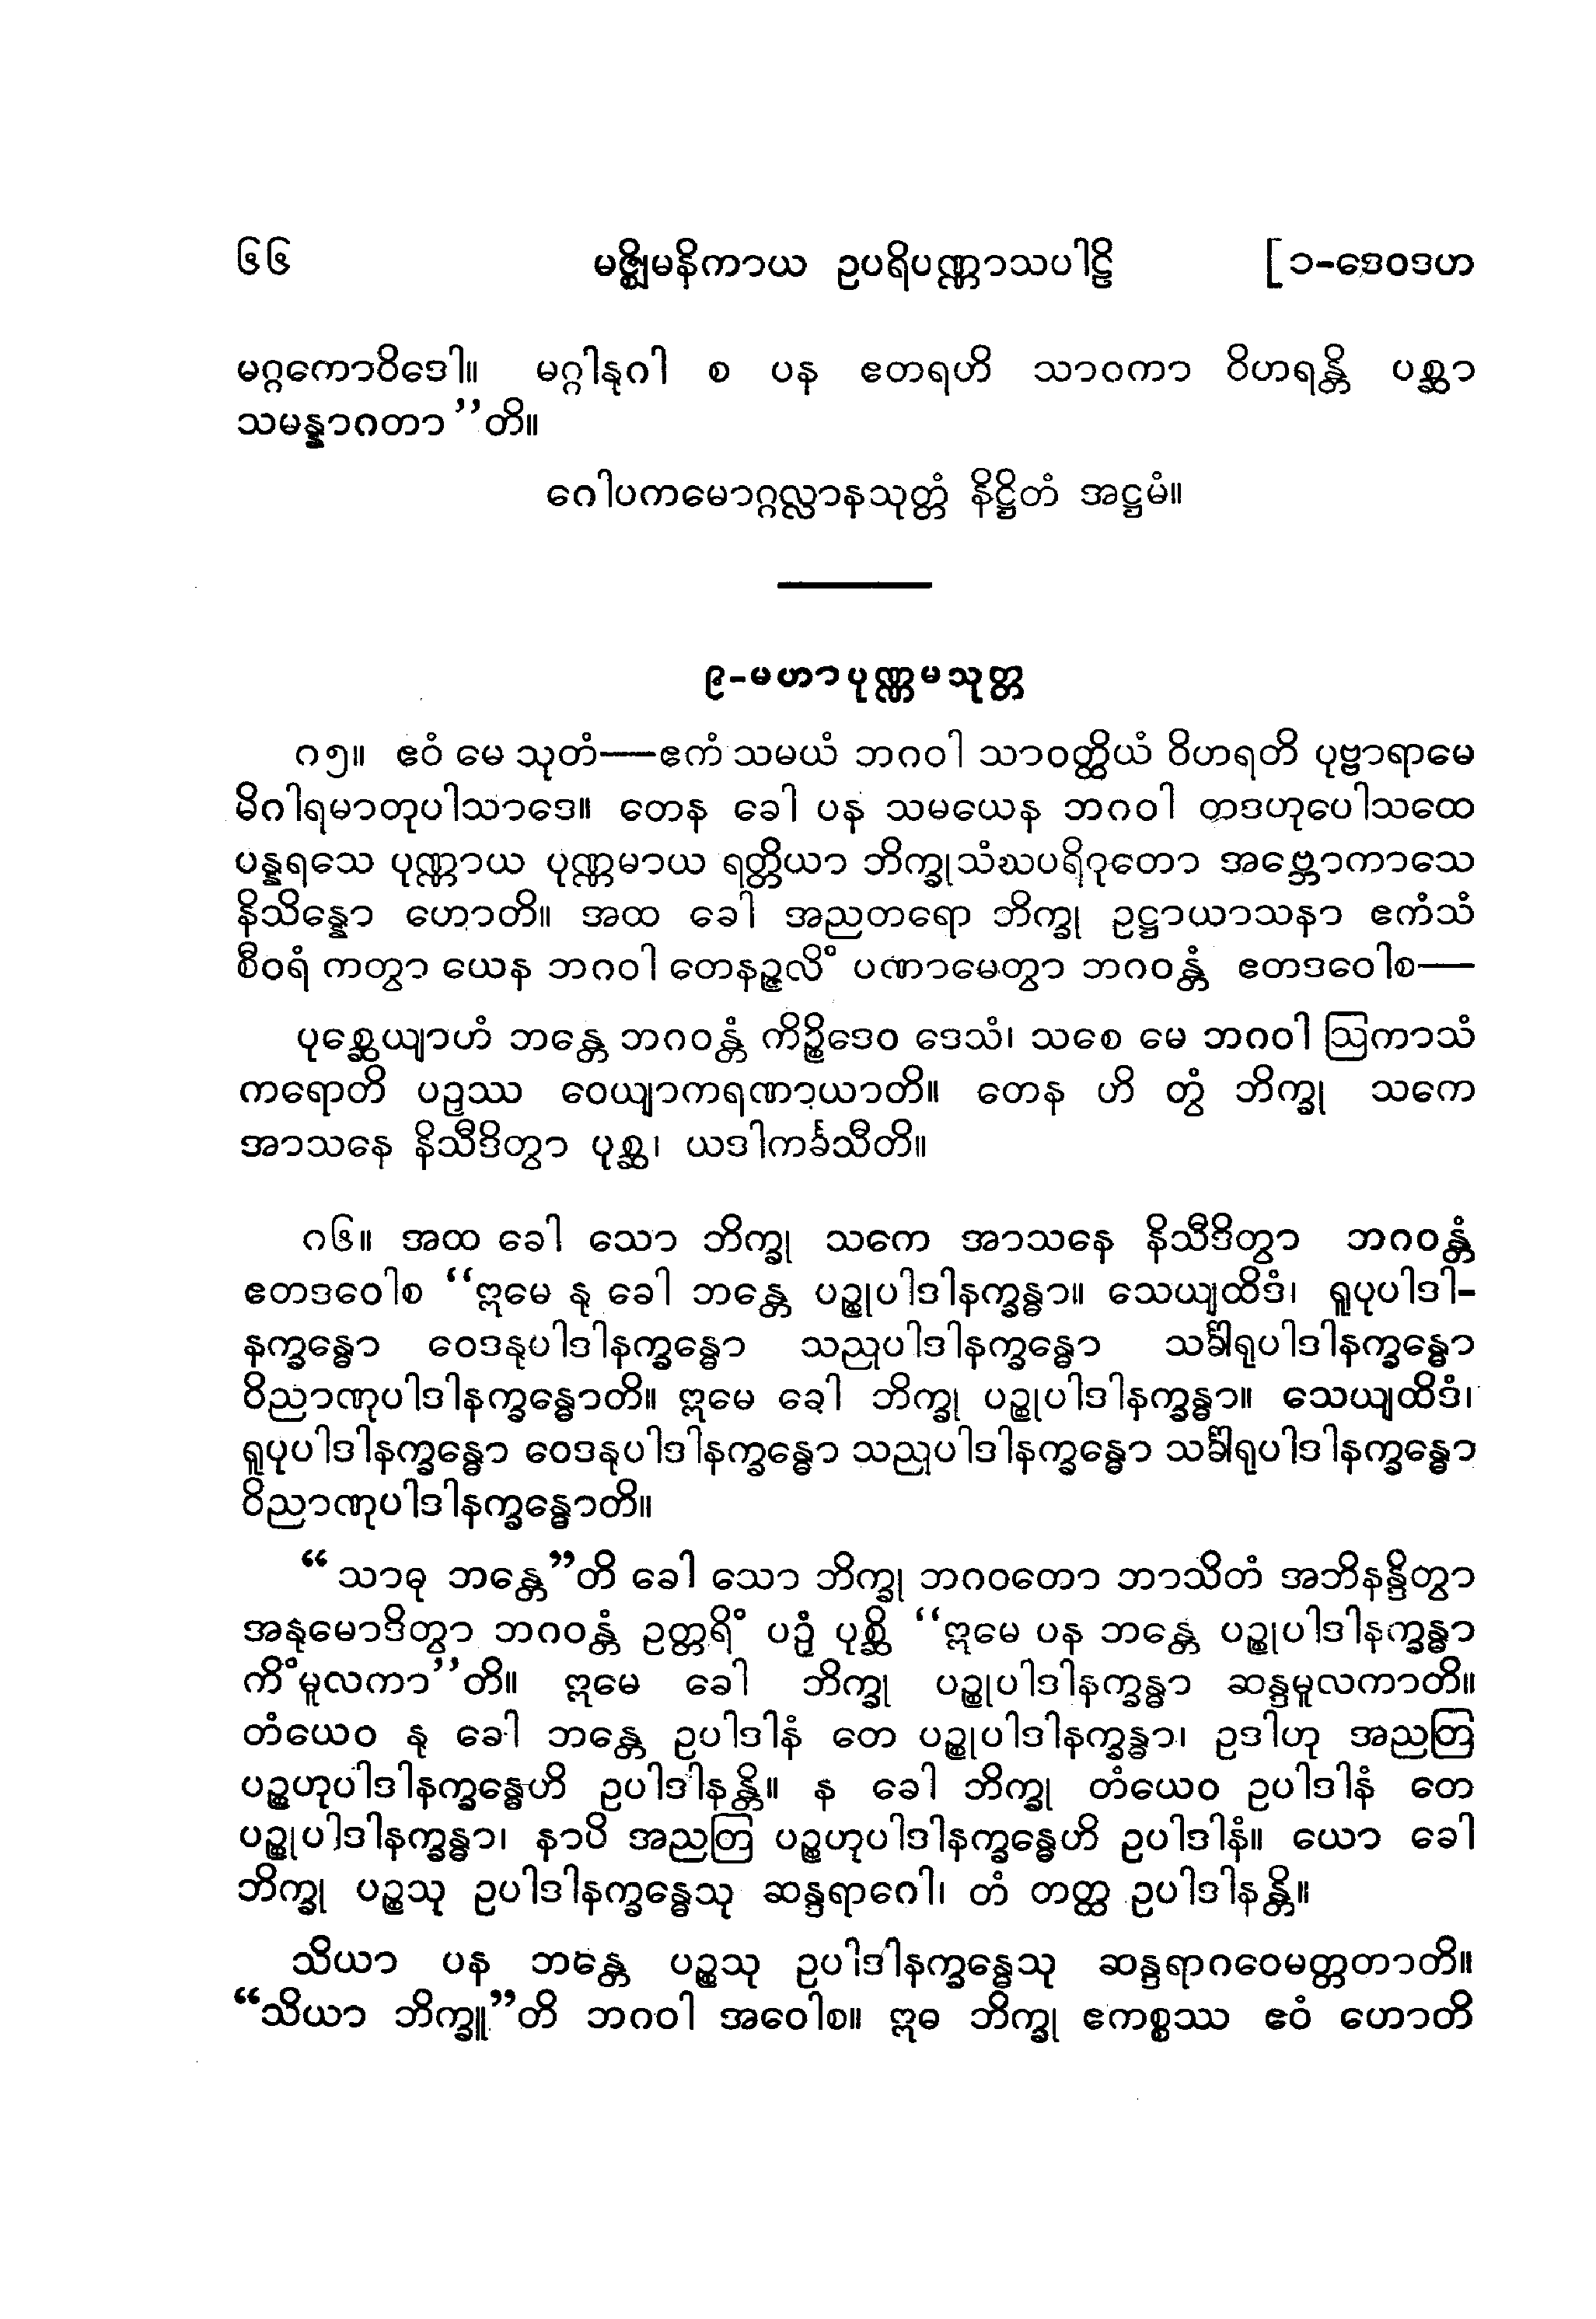 ၆၆ မဇ္ဈိမနိကာယ ဥပရိပဏ္ဏာသပါဠိ [၁-ဒေဝဒဟ
မဂ္ဂကောဝိဒေါ။ မဂ္ဂါနုဂါ စ ပန ဧတရဟိ သာဝကာ ဝိဟရန္တိ ပစ္ဆာ
သမန္နာဂတာ’’တိ။
ဂေါပကမောဂ္ဂလ္လာနသုတ္တံ နိဋ္ဌိတံ အဋ္ဌမံ။
၉-မဟာပုဏ္ဏမသုတ္တ
၈၅။ ဧဝံ မေ သုတံ—ဧကံ သမယံ ဘဂဝါ သာဝတ္ထိယံ ဝိဟရတိ ပုဗ္ဗာရာမေ
မိဂါရမာတုပါသာဒေ။ တေန ခေါ ပန သမယေန ဘဂဝါ တဒဟုပေါသထေ
ပန္နရသေ ပုဏ္ဏာယ ပုဏ္ဏမာယ ရတ္တိယာ ဘိက္ခုသံဃပရိဝုတော အဗ္ဘောကာသေ
နိသိန္နော ဟောတိ။ အထ ခေါ အညတရော ဘိက္ခု ဥဋ္ဌာယာသနာ ဧကံသံ
စီဝရံ ကတွာ ယေန ဘဂဝါ တေနဉ္ဇလိံ ပဏာမေတွာ ဘဂဝန္တံ ဧတဒဝေါစ—
ပုစ္ဆေယျာဟံ ဘန္တေ ဘဂဝန္တံ ကိဉ္စိဒေဝ ဒေသံ၊ သစေ မေ ဘဂဝါ ဩကာသံ
ကရောတိ ပဉှဿ ဝေယျာကရဏာယာတိ။ တေန ဟိ တွံ ဘိက္ခု သကေ
အာသနေ နိသီဒိတွာ ပုစ္ဆ၊ ယဒါကင်္ခသီတိ။
၈၆။ အထ ခေါ သော ဘိက္ခု သကေ အာသနေ နိသီဒိတွာ ဘဂဝန္တံ
ဧတဒဝေါစ ‘‘ဣမေ နု ခေါ ဘန္တေ ပဉ္စုပါဒါနက္ခန္ဓာ။ သေယျထိဒံ၊ ရူပုပါဒါ-
နက္ခန္ဓော ဝေဒနုပါဒါနက္ခန္ဓော သညုပါဒါနက္ခန္ဓော သင်္ခါရုပါဒါနက္ခန္ဓော
ဝိညာဏုပါဒါနက္ခန္ဓောတိ။ ဣမေ ခေါ ဘိက္ခု ပဉ္စုပါဒါနက္ခန္ဓာ။ သေယျထိဒံ၊
ရူပုပါဒါနက္ခန္ဓော ဝေဒနုပါဒါနက္ခန္ဓော သညုပါဒါနက္ခန္ဓော သင်္ခါရုပါဒါနက္ခန္ဓော
ဝိညာဏုပါဒါနက္ခန္ဓောတိ။
“သာဓု ဘန္တေ”တိ ခေါ သော ဘိက္ခု ဘဂဝတော ဘာသိတံ အဘိနန္ဒိတွာ
အနုမောဒိတွာ ဘဂဝန္တံ ဥတ္တရိံ ပဉှံ ပုစ္ဆိ ‘‘ဣမေ ပန ဘန္တေ ပဉ္စုပါဒါနက္ခန္ဓာ
ကိံမူလကာ’’တိ။ ဣမေ ခေါ ဘိက္ခု ပဉ္စုပါဒါနက္ခန္ဓာ ဆန္ဒမူလကာတိ။
တံယေဝ နု ခေါ ဘန္တေ ဥပါဒါနံ တေ ပဉ္စုပါဒါနက္ခန္ဓာ၊ ဥဒါဟု အညတြ
ပဉ္စဟုပါဒါနက္ခန္ဓေဟိ ဥပါဒါနန္တိ။ န ခေါ ဘိက္ခု တံယေဝ ဥပါဒါနံ တေ
ပဉ္စုပါဒါနက္ခန္ဓာ၊ နာပိ အညတြ ပဉ္စဟုပါဒါနက္ခန္ဓေဟိ ဥပါဒါနံ။ ယော ခေါ
ဘိက္ခု ပဉ္စသု ဥပါဒါနက္ခန္ဓေသု ဆန္ဒရာဂေါ၊ တံ တတ္ထ ဥပါဒါနန္တိ။
သိယာ ပန ဘန္တေ ပဉ္စသု ဥပါဒါနက္ခန္ဓေသု ဆန္ဒရာဂဝေမတ္တတာတိ။
“သိယာ ဘိက္ခူ”တိ ဘဂဝါ အဝေါစ။ ဣဓ ဘိက္ခု ဧကစ္စဿ ဧဝံ ဟောတိ